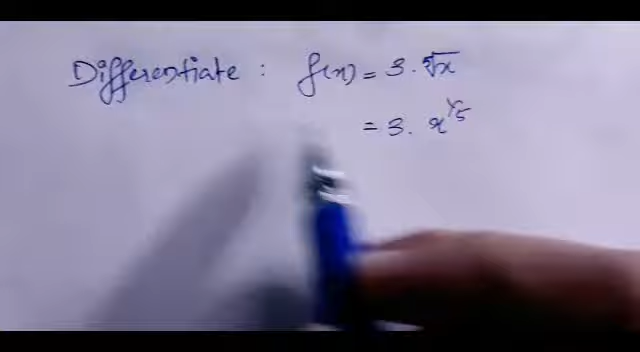 Differentiate : f(x) = 3. ⁵√x
= 3. x^1/5